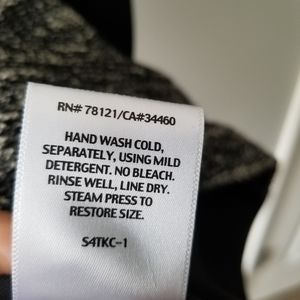 RN# 78121/CA#34460
HAND WASH COLD,
SEPARATELY, USING MILD
DETERGENT. NO BLEACH.
RINSE WELL, LINE DRY.
STEAM PRESS TO
RESTORE SIZE.
S4TKC-1